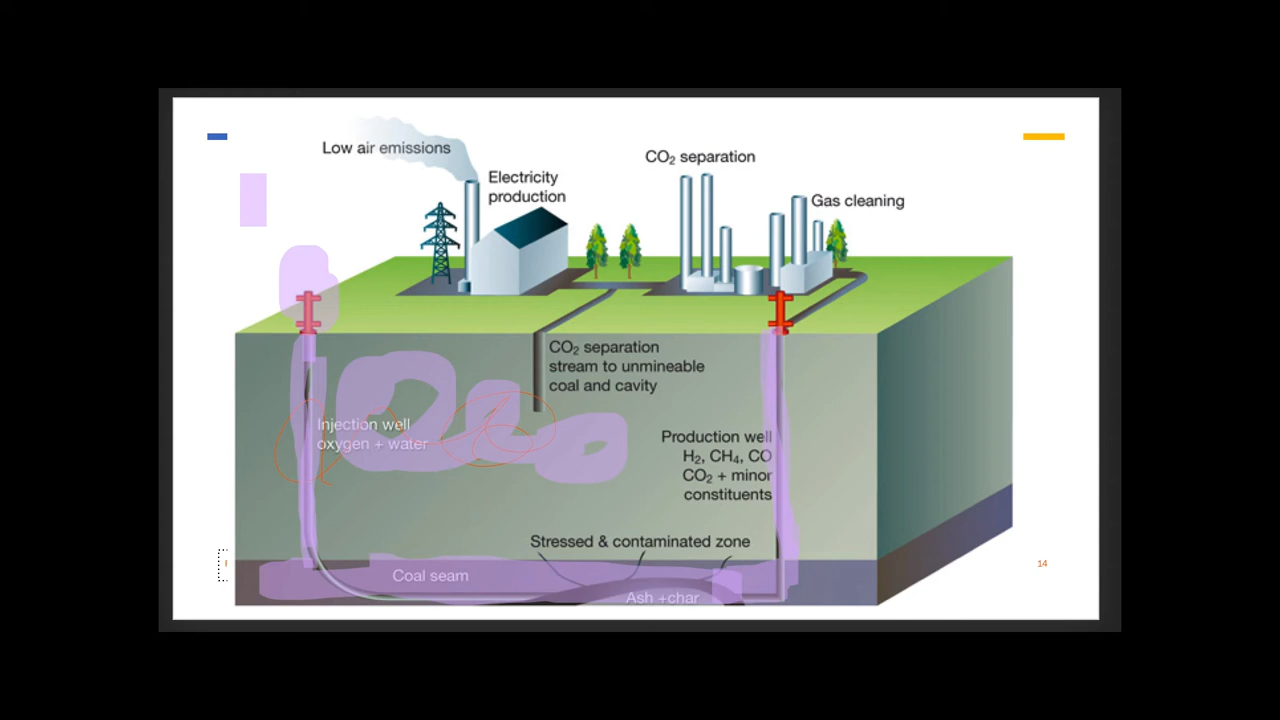 Low air emissions
CO₂ separation
Electricity
production
Gas cleaning
CO₂ separation
stream to unmineable
coal and cavity
Injection well
oxygen + water
Production well
H₂, CH₄, CO
CO₂ + minor
constituents
Stressed & contaminated zone
Coal seam
Ash +char
14